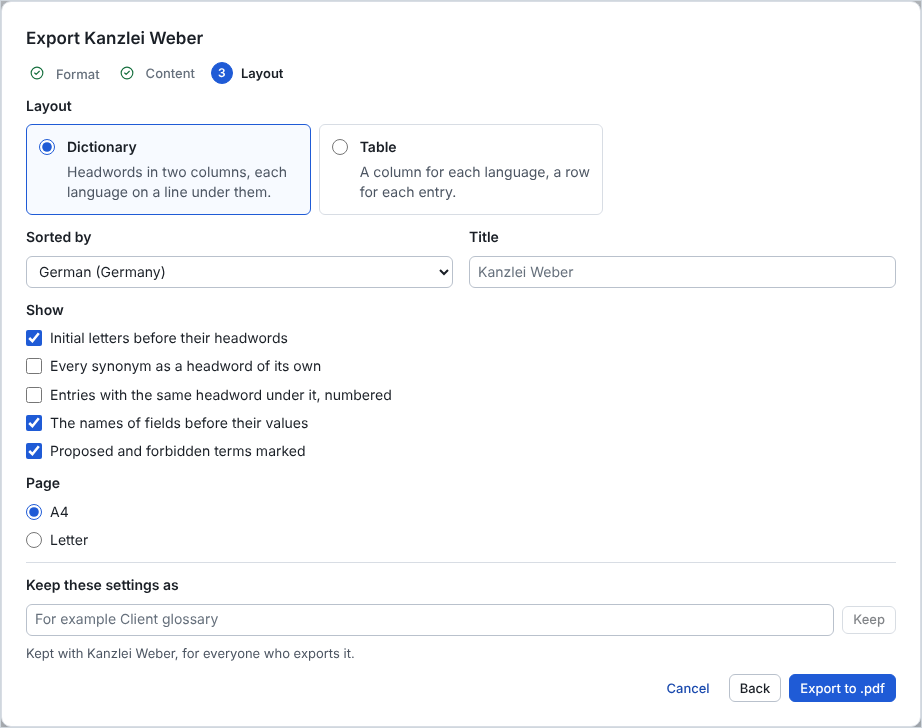 Export Kanzlei Weber
Format
Content
3 Layout
Layout
Dictionary
Headwords in two columns, each
language on a line under them.
Table
A column for each language, a row
for each entry.
Sorted by
German (Germany)
Title
Kanzlei Weber
Show
Initial letters before their headwords
Every synonym as a headword of its own
Entries with the same headword under it, numbered
The names of fields before their values
Proposed and forbidden terms marked
Page
A4
Letter
Keep these settings as
For example Client glossary
Keep
Kept with Kanzlei Weber, for everyone who exports it.
Cancel
Back
Export to .pdf